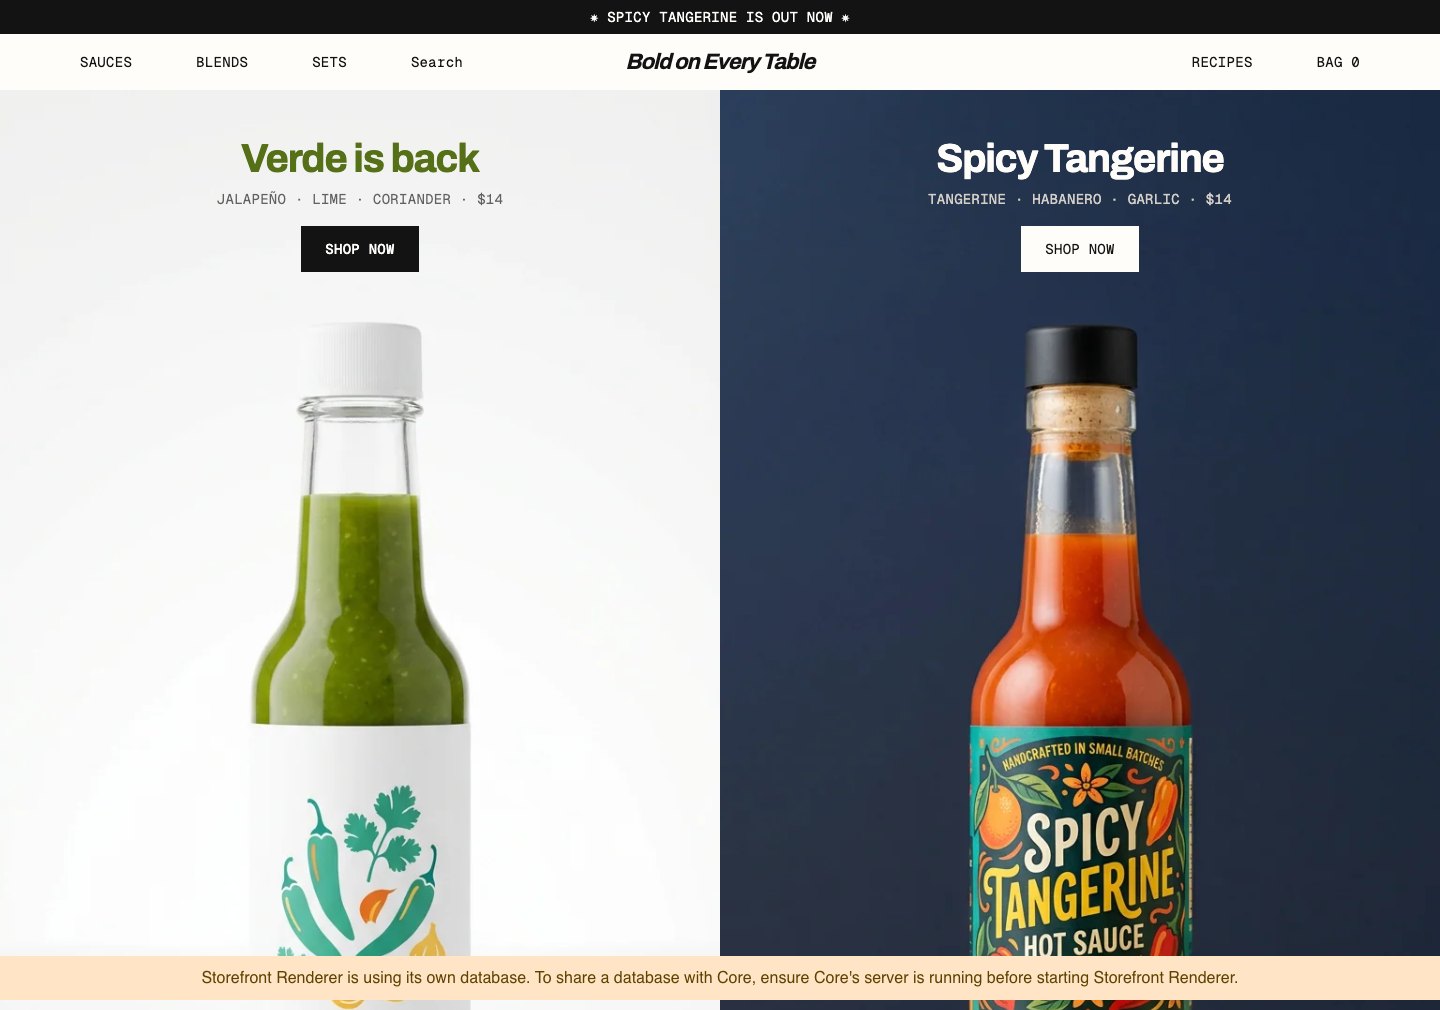 ✷ SPICY TANGERINE IS OUT NOW ✷
SAUCES BLENDS SETS Search Bold on Every Table RECIPES BAG 0
Verde is back
JALAPEÑO · LIME · CORIANDER · $14
SHOP NOW
Spicy Tangerine
TANGERINE · HABANERO · GARLIC · $14
SHOP NOW
HANDCRAFTED IN SMALL BATCHES
SPICY
TANGERINE
HOT SAUCE
Storefront Renderer is using its own database. To share a database with Core, ensure Core's server is running before starting Storefront Renderer.